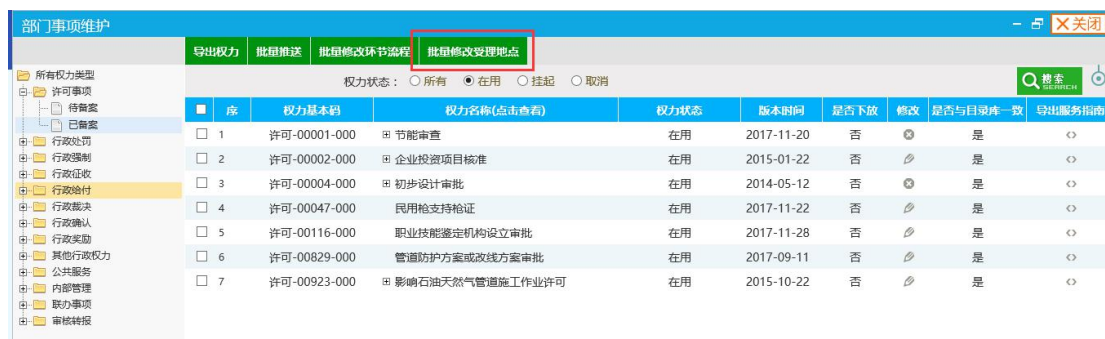 部门事项维护
关闭
导出权力 批量推送 批量修改环节流程 批量修改受理地点
权力状态： 所有 在用 挂起 取消
搜索
SEARCH
所有权力类型
许可事项
待备案
已备案
行政处罚
行政强制
行政征收
行政给付
行政裁决
行政确认
行政奖励
其他行政权力
公共服务
内部管理
联办事项
审核转报
序 权力基本码 权力名称(点击查看) 权力状态 版本时间 是否下放 修改 是否与目录库一致 导出服务指南
1 许可-00001-000 节能审查 在用 2017-11-20 否 是
2 许可-00002-000 企业投资项目核准 在用 2015-01-22 否 是
3 许可-00004-000 初步设计审批 在用 2014-05-12 否 是
4 许可-00047-000 民用枪支持枪证 在用 2017-11-22 否 是
5 许可-00116-000 职业技能鉴定机构设立审批 在用 2017-11-28 否 是
6 许可-00829-000 管道防护方案或改线方案审批 在用 2017-09-11 否 是
7 许可-00923-000 影响石油天然气管道施工作业许可 在用 2015-10-22 否 是